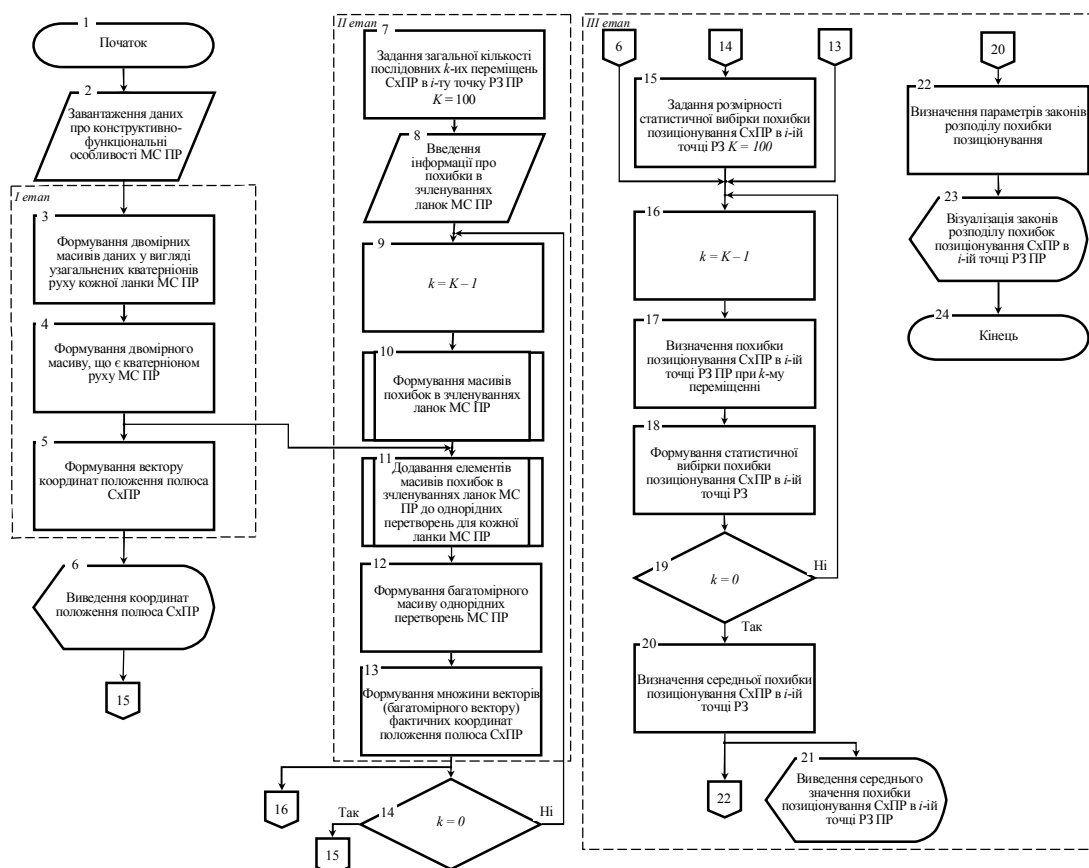 1
Початок
2
Завантаження даних
про конструктивно-
функціональні
особливості МС ПР
I етап
3
Формування двомірних
масивів даних у вигляді
узагальнених кватерніонів
руху кожної ланки МС ПР
4
Формування двомірного
масиву, що є кватерніоном
руху МС ПР
5
Формування вектору
координат положення полюса
СхПР
6
Виведення координат
положення полюса СхПР
15
II етап
7
Задання загальної кількості
послідовних k-их переміщень
СхПР в i-ту точку РЗ ПР
K = 100
8
Введення
інформації про
похибки в
зчленуваннях
ланок МС ПР
9
k = K – 1
10
Формування масивів
похибок в зчленуваннях
ланок МС ПР
11
Додавання елементів
масивів похибок в
зчленуваннях ланок МС
ПР до однорідних
перетворень для кожної
ланки МС ПР
12
Формування багатомірного
масиву однорідних
перетворень МС ПР
13
Формування множини векторів
(багатомірного вектору)
фактичних координат
положення полюса СхПР
16
14
Так
k = 0
Ні
15
III етап
6
14
13
15
Задання розмірності
статистичної вибірки похибки
позиціонування СхПР в i-ій
точці РЗ K = 100
16
k = K – 1
17
Визначення похибки
позиціонування СхПР в i-ій
точці РЗ ПР при k-му
переміщенні
18
Формування статистичної
вибірки похибки
позиціонування СхПР в i-ій
точці РЗ
19
k = 0
Ні
Так
20
Визначення середньої похибки
позиціонування СхПР в i-ій
точці РЗ
22
21
Виведення середнього
значення похибки
позиціонування СхПР в i-ій
точці РЗ ПР
20
22
Визначення параметрів законів
розподілу похибки
позиціонування
23
Візуалізація законів
розподілу похибок
позиціонування СхПР в
i-ій точці РЗ ПР
24
Кінець